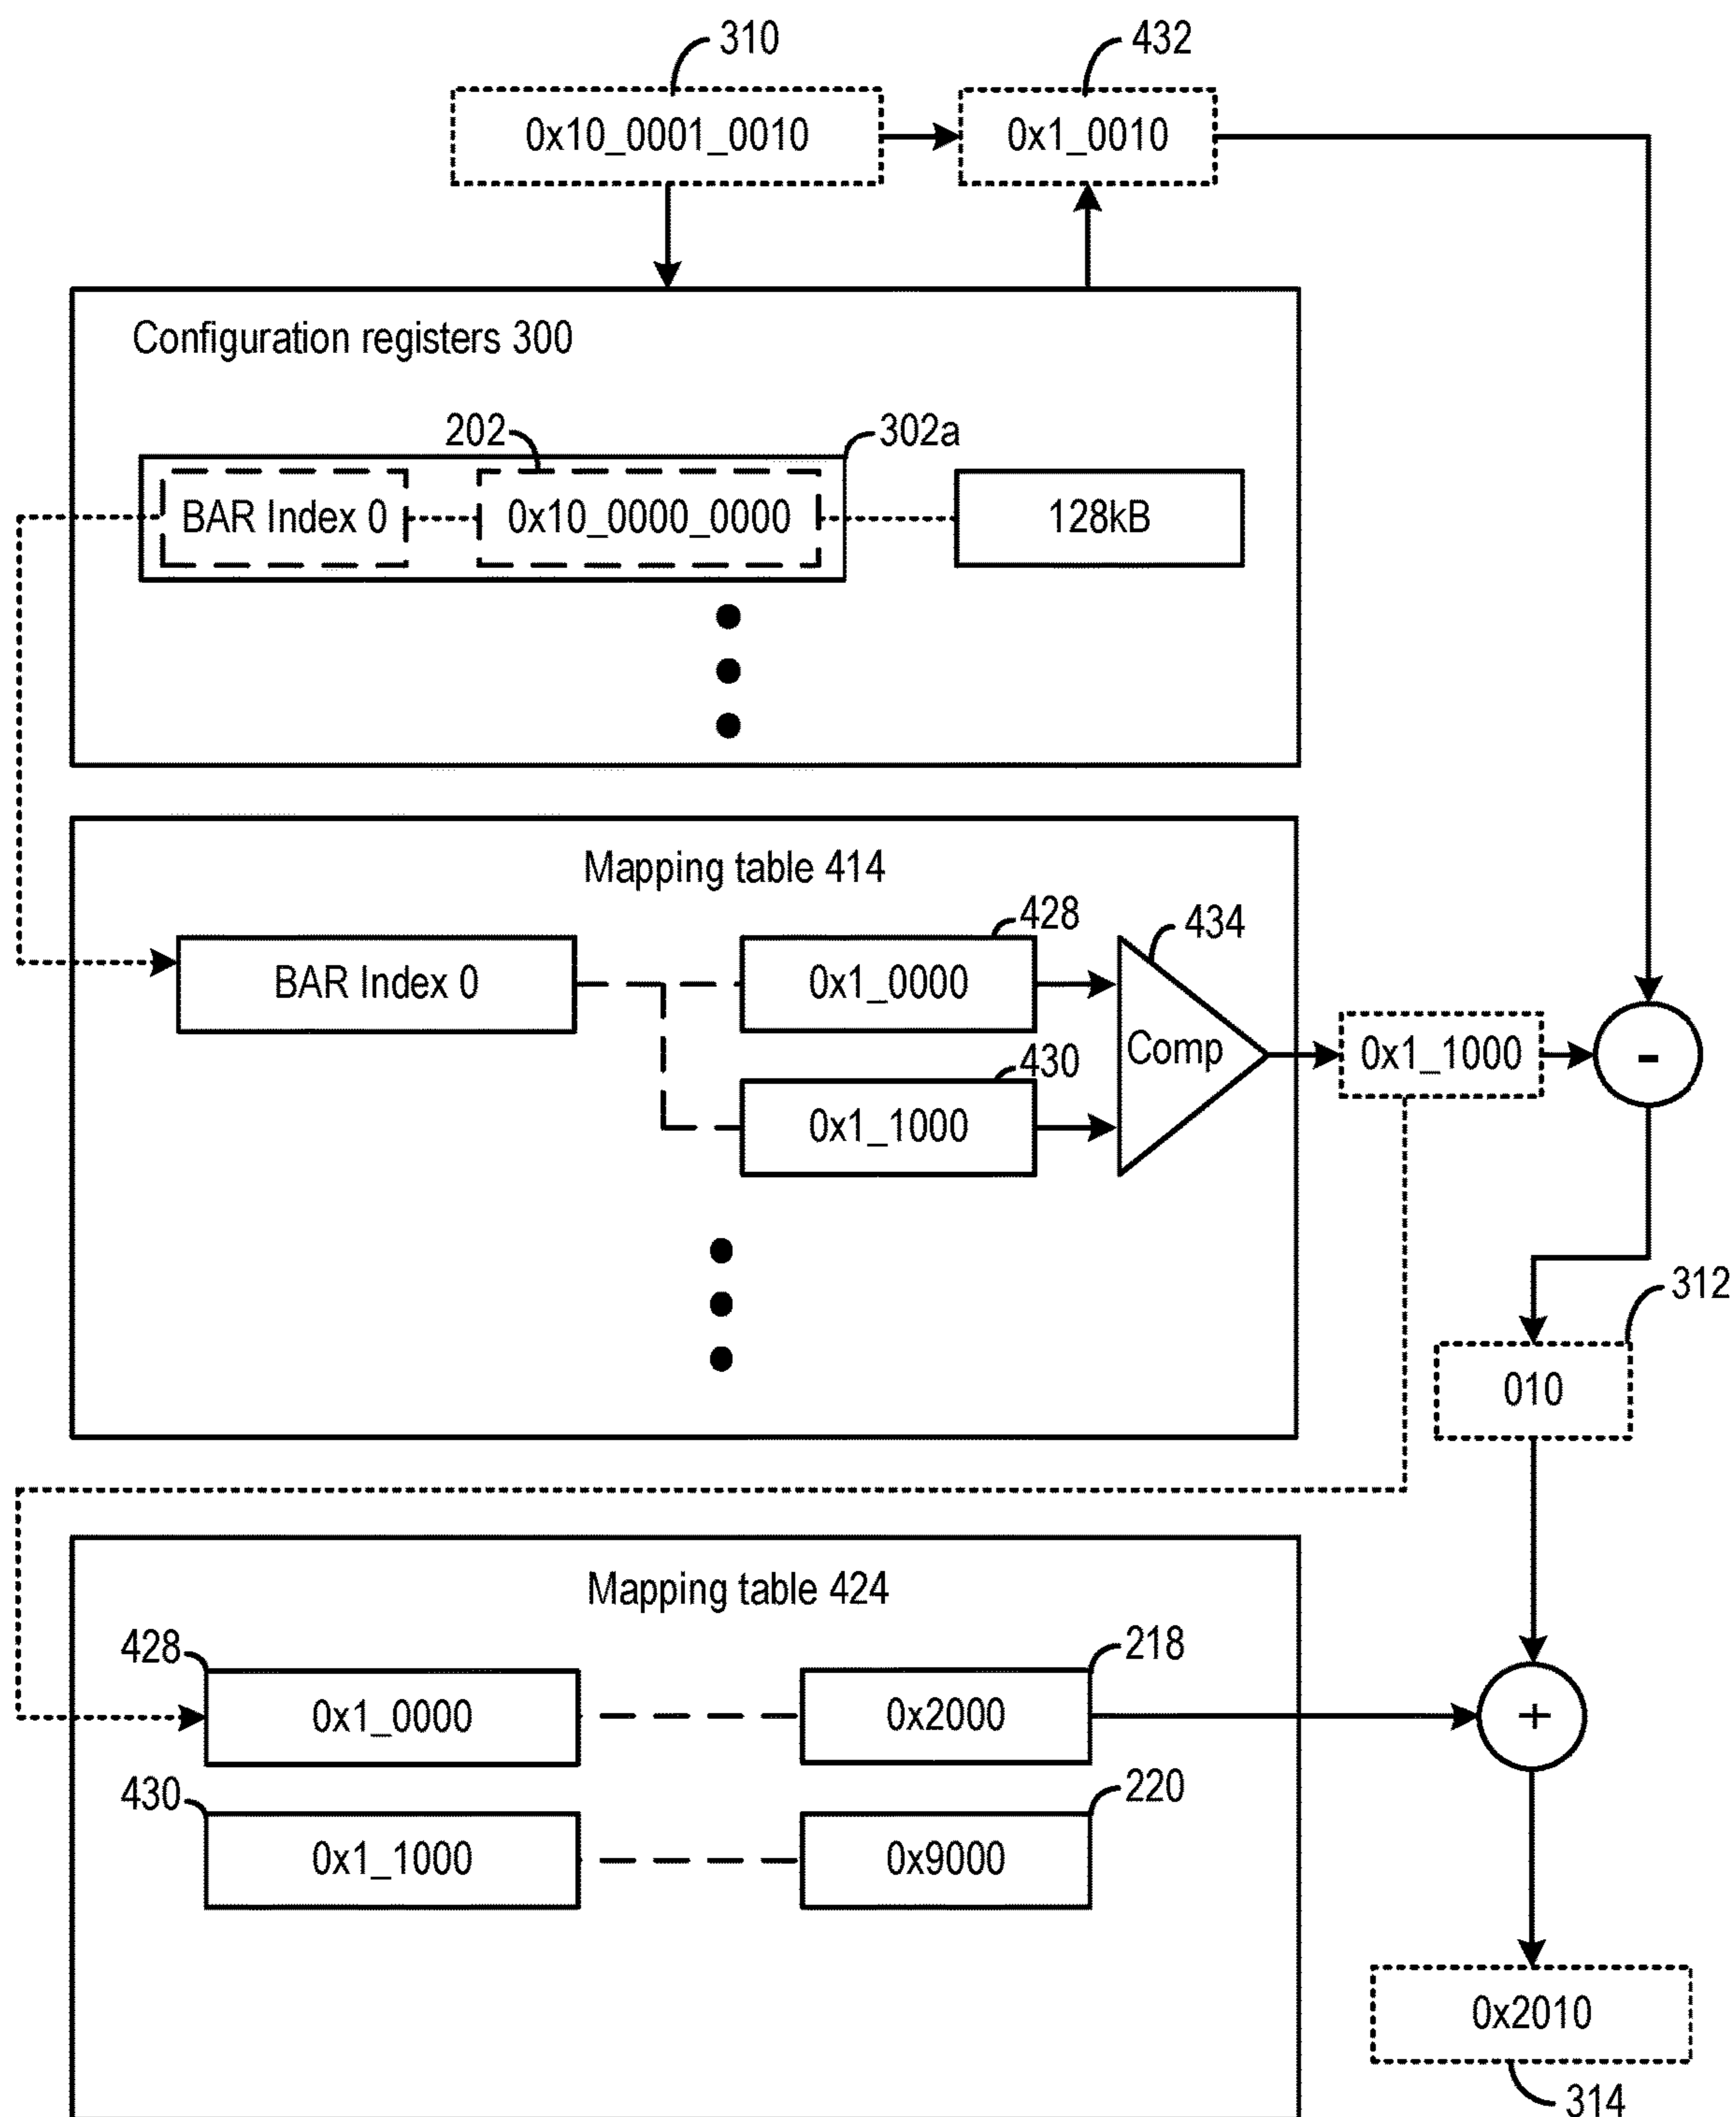 310
432
0x10_0001_0010
0x1_0010
Configuration registers 300
202
302a
BAR Index 0
0x10_0000_0000
128kB
Mapping table 414
428
434
BAR Index 0
0x1_0000
Comp
0x1_1000
-
430
0x1_1000
312
010
Mapping table 424
428
218
0x1_0000
0x2000
+
430
220
0x1_1000
0x9000
0x2010
314